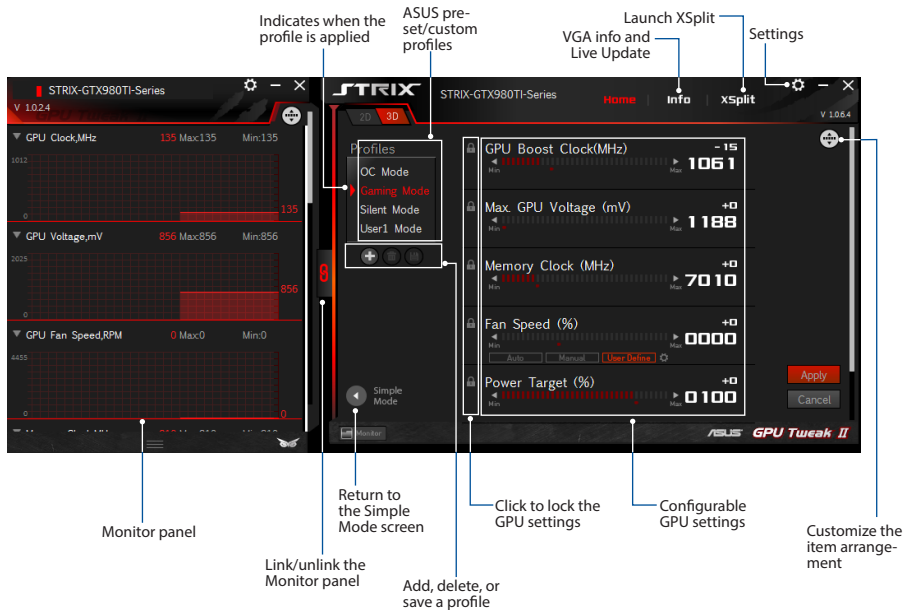 Indicates when the
profile is applied
ASUS pre-
set/custom
profiles
Launch XSplit
VGA info and
Live Update
Settings
STRIX-GTX980TI-Series
V 1.0.2.4
GPU Clock,MHz 135 Max:135 Min:135
1012
135
0
GPU Voltage,mV 856 Max:856 Min:856
2025
856
0
GPU Fan Speed,RPM 0 Max:0 Min:0
4455
0
0
STRIX STRIX-GTX980TI-Series Home | Info | XSplit
V 1.0.6.4
2D 3D
Profiles
OC Mode
Gaming Mode
Silent Mode
User1 Mode
GPU Boost Clock(MHz) -15
Min Max 1061
Max. GPU Voltage (mV) +0
Min Max 1188
Memory Clock (MHz) +0
Min Max 7010
Fan Speed (%) +0
Min Max 0000
Auto Manual User Define
Power Target (%) +0
Min Max 0100
Simple
Mode
Apply
Cancel
Monitor
ASUS GPU Tweak II
Monitor panel
Link/unlink the
Monitor panel
Return to
the Simple
Mode screen
Add, delete, or
save a profile
Click to lock the
GPU settings
Configurable
GPU settings
Customize the
item arrange-
ment